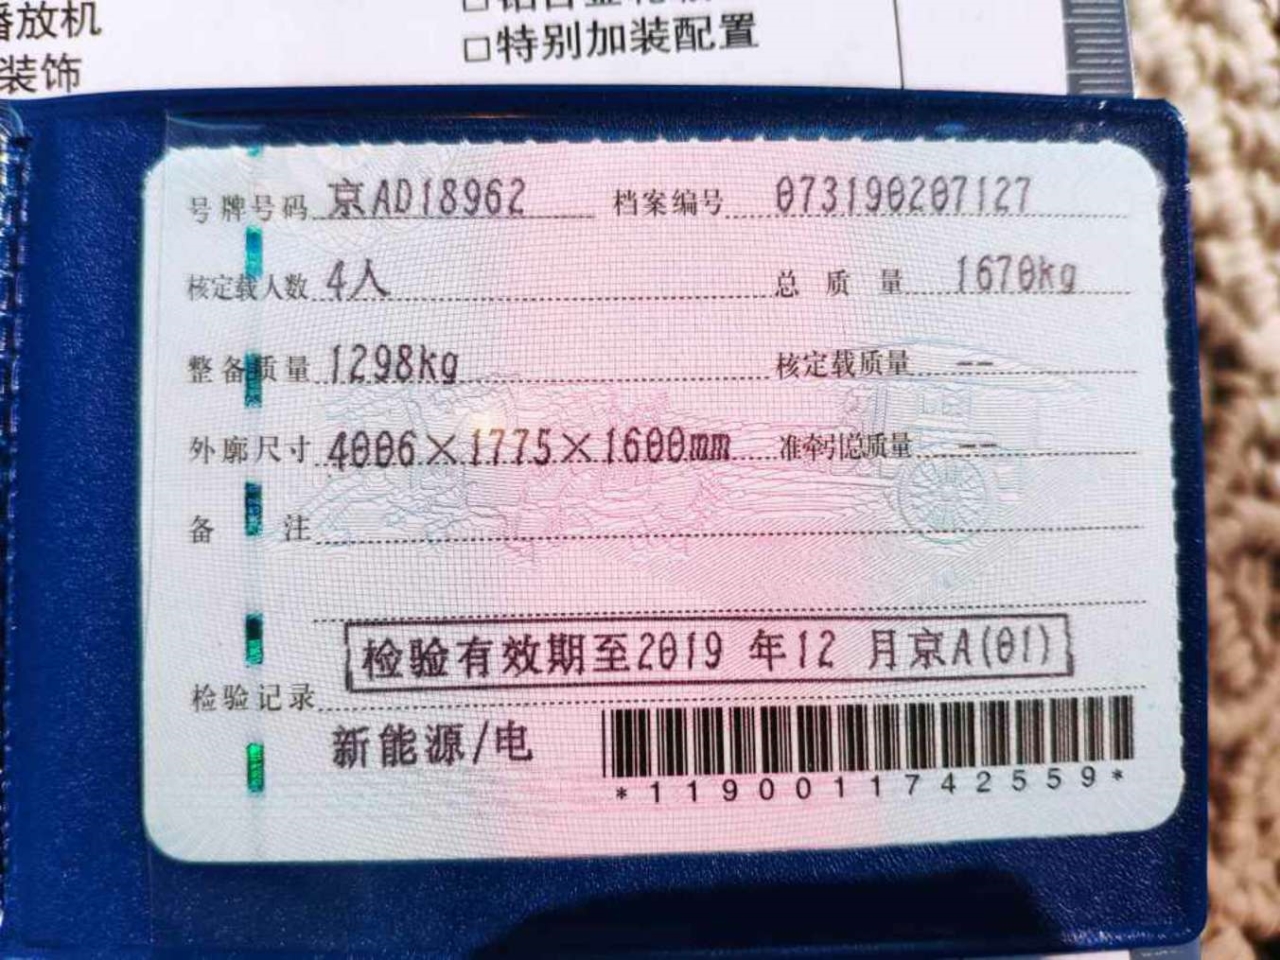 播放机
装饰
□特别加装配置
号牌号码 京AD18962 档案编号 073190207127
核定载人数 4人 总质量 1670kg
整备质量 1298kg 核定载质量 --
外廓尺寸 4006×1775×1600mm 准牵引总质量 --
备注
检验有效期至2019 年12 月京A(01)
检验记录
新能源/电
*1190011742559*